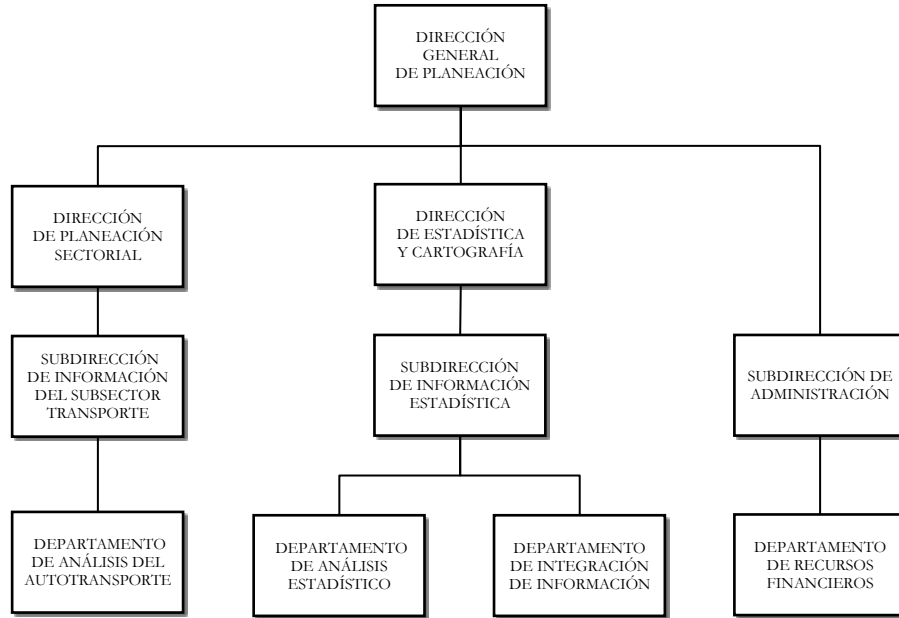 DIRECCIÓN
GENERAL
DE PLANEACIÓN
DIRECCIÓN
DE PLANEACIÓN
SECTORIAL
DIRECCIÓN
DE ESTADÍSTICA
Y CARTOGRAFÍA
SUBDIRECCIÓN
DE INFORMACIÓN
DEL SUBSECTOR
TRANSPORTE
SUBDIRECCIÓN
DE INFORMACIÓN
ESTADÍSTICA
SUBDIRECCIÓN DE
ADMINISTRACIÓN
DEPARTAMENTO
DE ANÁLISIS DEL
AUTOTRANSPORTE
DEPARTAMENTO
DE ANÁLISIS
ESTADÍSTICO
DEPARTAMENTO
DE INTEGRACIÓN
DE INFORMACIÓN
DEPARTAMENTO
DE RECURSOS
FINANCIEROS